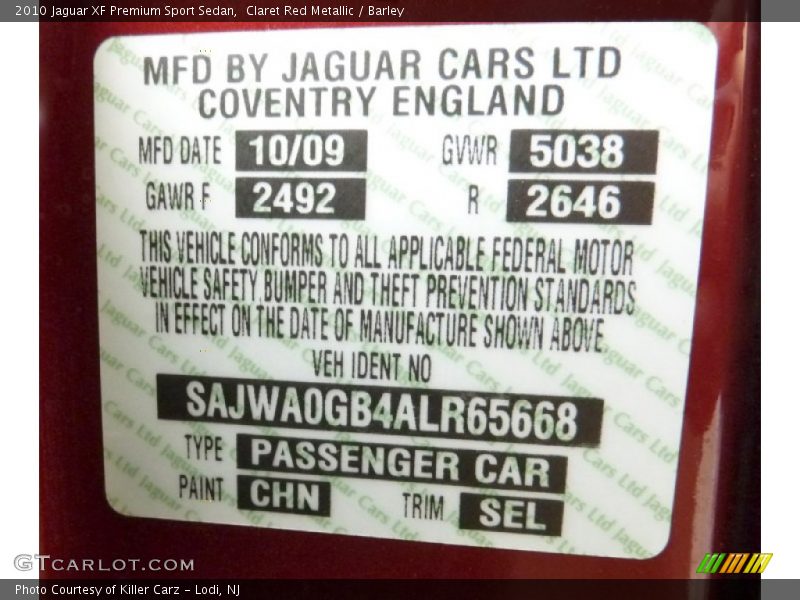 2010 Jaguar XF Premium Sport Sedan,  Claret Red Metallic / Barley
MFD BY JAGUAR CARS LTD
COVENTRY ENGLAND
MFD DATE 10/09 GVWR 5038
GAWR F 2492 R 2646
THIS VEHICLE CONFORMS TO ALL APPLICABLE FEDERAL MOTOR
VEHICLE SAFETY, BUMPER AND THEFT PREVENTION STANDARDS
IN EFFECT ON THE DATE OF MANUFACTURE SHOWN ABOVE
VEH IDENT NO
SAJWA0GB4ALR65668
TYPE PASSENGER CAR
PAINT CHN TRIM SEL
GTCARLOT.COM
Photo Courtesy of Killer Carz - Lodi, NJ